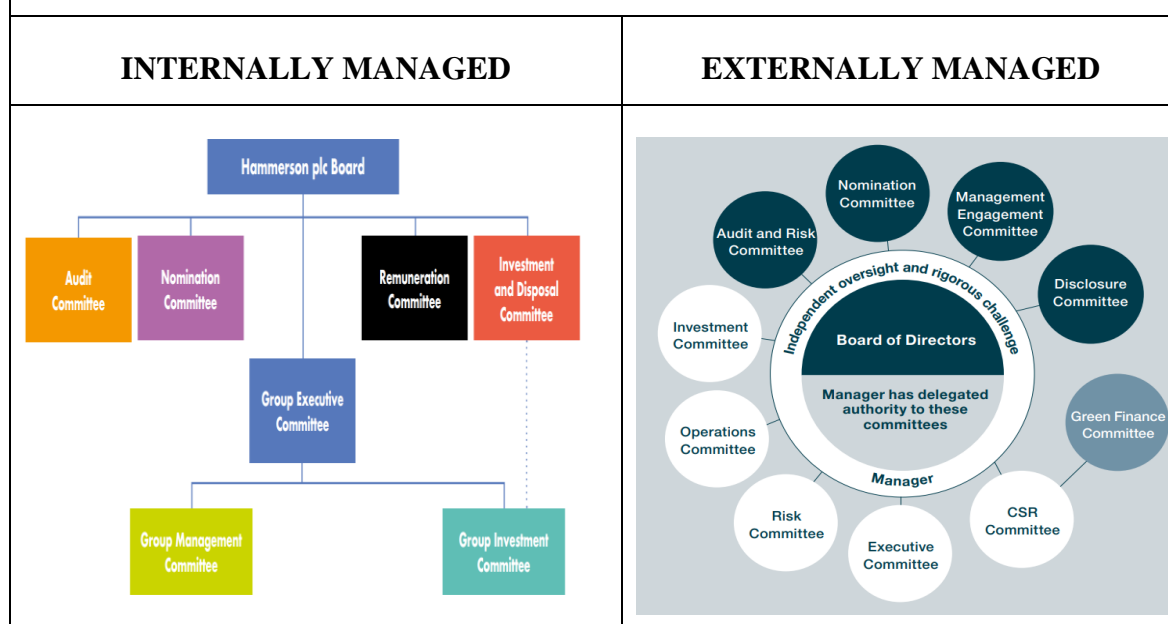 INTERNALLY MANAGED
EXTERNALLY MANAGED
Hammerson plc Board
Audit
Committee
Nomination
Committee
Remuneration
Committee
Investment
and Disposal
Committee
Group Executive
Committee
Group Management
Committee
Group Investment
Committee
Nomination
Committee
Management
Engagement
Committee
Audit and Risk
Committee
Disclosure
Committee
Independent oversight and rigorous challenge
Investment
Committee
Board of Directors
Manager has delegated
authority to these
committees
Green Finance
Committee
Operations
Committee
Manager
Risk
Committee
Executive
Committee
CSR
Committee